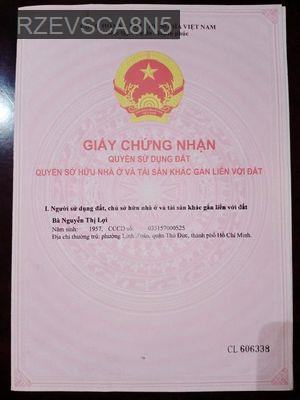 RZEVSCA8N5
VIỆT NAM
GIẤY CHỨNG NHẬN
QUYỀN SỬ DỤNG ĐẤT
QUYỀN SỞ HỮU NHÀ Ở VÀ TÀI SẢN KHÁC GẮN LIỀN VỚI ĐẤT
I. Người sử dụng đất, chủ sở hữu nhà ở và tài sản khác gắn liền với đất
Bà Nguyễn Thị Lợi
Năm sinh: 1957, CCCD số: 035157000525
Địa chỉ thường trú: phường Linh Xuân, quận Thủ Đức, thành phố Hồ Chí Minh.
CL 606338